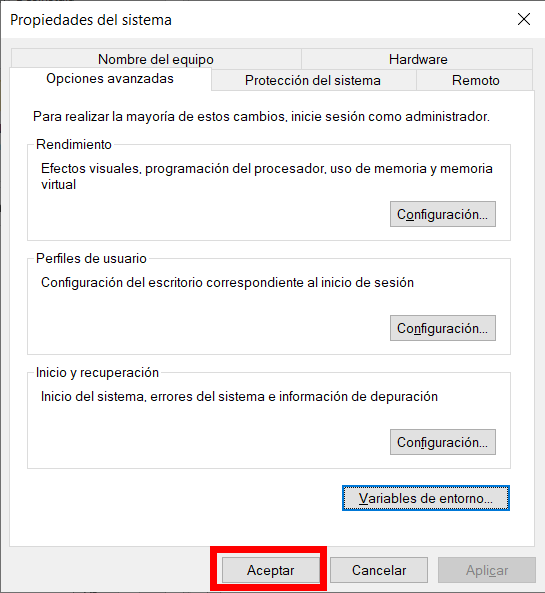 Propiedades del sistema
Nombre del equipo
Hardware
Opciones avanzadas
Protección del sistema
Remoto
Para realizar la mayoría de estos cambios, inicie sesión como administrador.
Rendimiento
Efectos visuales, programación del procesador, uso de memoria y memoria
virtual
Configuración...
Perfiles de usuario
Configuración del escritorio correspondiente al inicio de sesión
Configuración...
Inicio y recuperación
Inicio del sistema, errores del sistema e información de depuración
Configuración...
Variables de entorno...
Aceptar
Cancelar
Aplicar